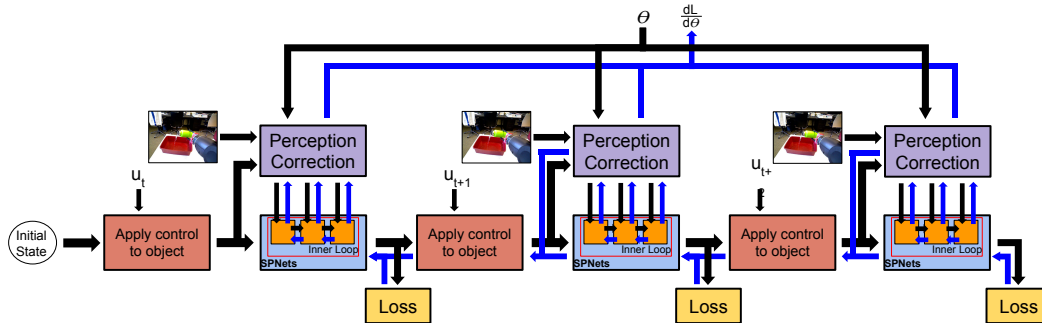 θ
dL
dθ
Perception
Correction
Perception
Correction
Perception
Correction
u_t
u_t+1
u_t+2
Initial
State
Apply control
to object
Inner Loop
SPNets
Apply control
to object
Inner Loop
SPNets
Apply control
to object
Inner Loop
SPNets
Loss
Loss
Loss